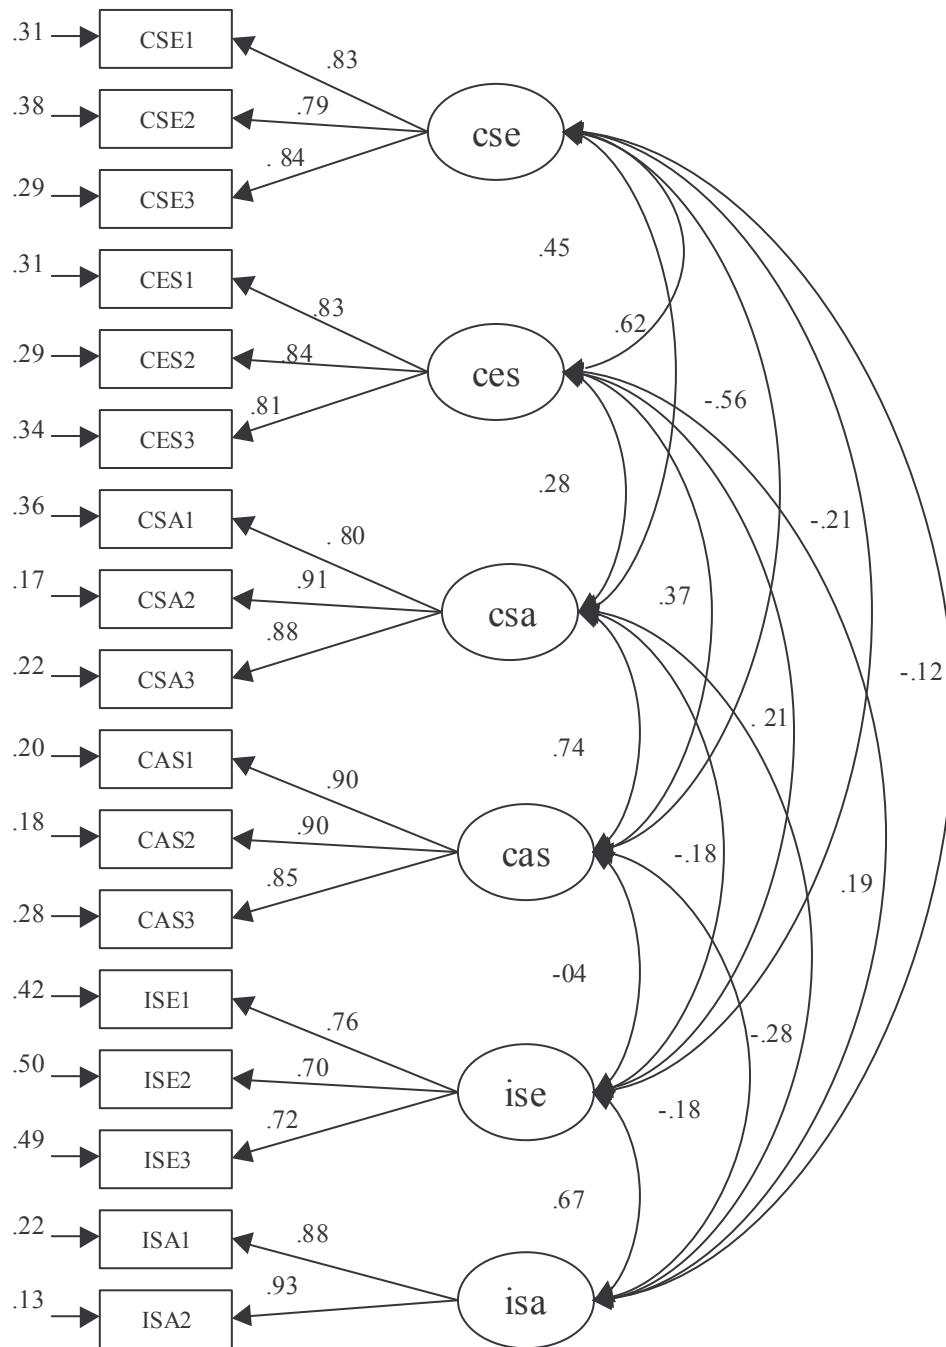 .31 CSE1 .83
.38 CSE2 .79 cse
.29 CSE3 . 84
.45
.31 CES1 .83
.62
.29 CES2 .84 ces
.34 CES3 .81 -.56
.28
.36 CSA1 . 80 -.21
.17 CSA2 .91 .37 csa
.22 CSA3 .88 -.12
. 21
.20 CAS1 .90 .74
.18 CAS2 .90 cas -.18
.28 CAS3 .85 .19
-04
.42 ISE1 .76 -.28
.50 ISE2 .70 ise -.18
.49 ISE3 .72
.67
.22 ISA1 .88
.13 ISA2 .93 isa